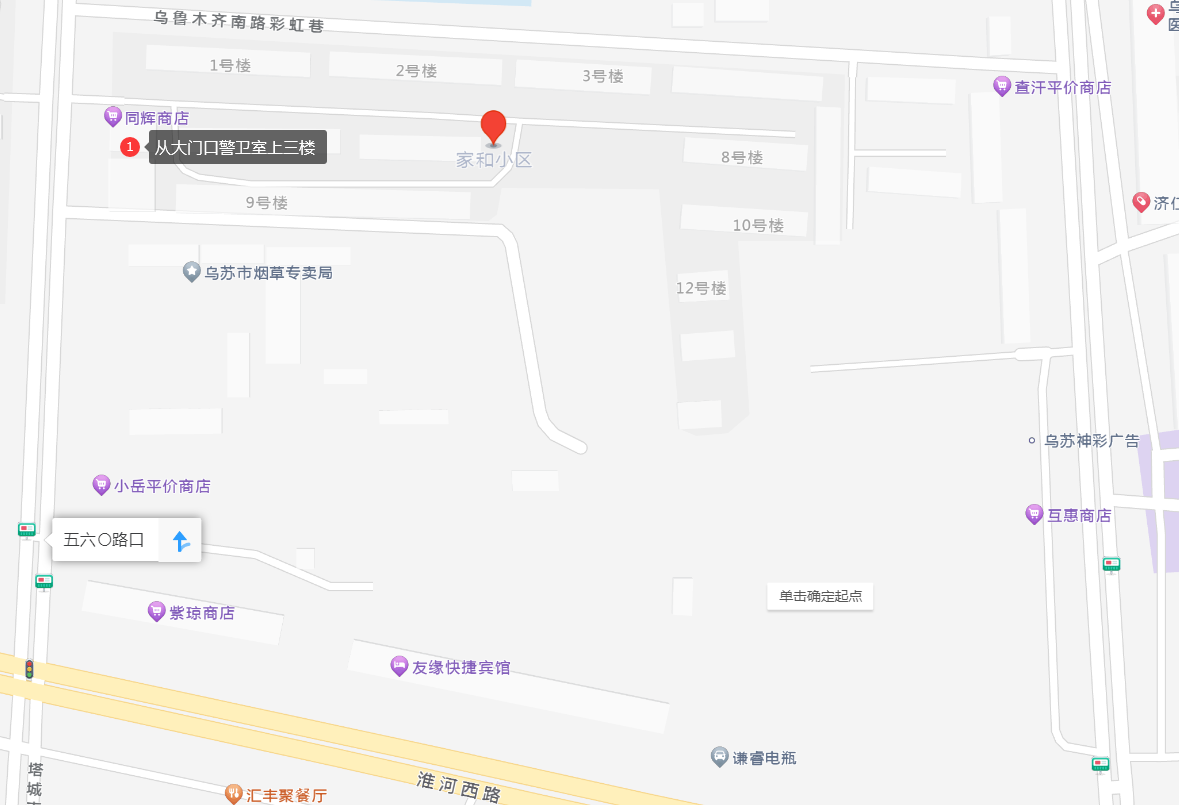 乌鲁木齐南路彩虹巷
乌
医
1号楼
2号楼
3号楼
查汗平价商店
同辉商店
1
从大门口警卫室上三楼
家和小区
8号楼
9号楼
济仁
10号楼
乌苏市烟草专卖局
12号楼
乌苏神彩广告
小岳平价商店
互惠商店
五六〇路口
单击确定起点
紫琼商店
友缘快捷宾馆
谦睿电瓶
塔城
淮河西路
汇丰聚餐厅